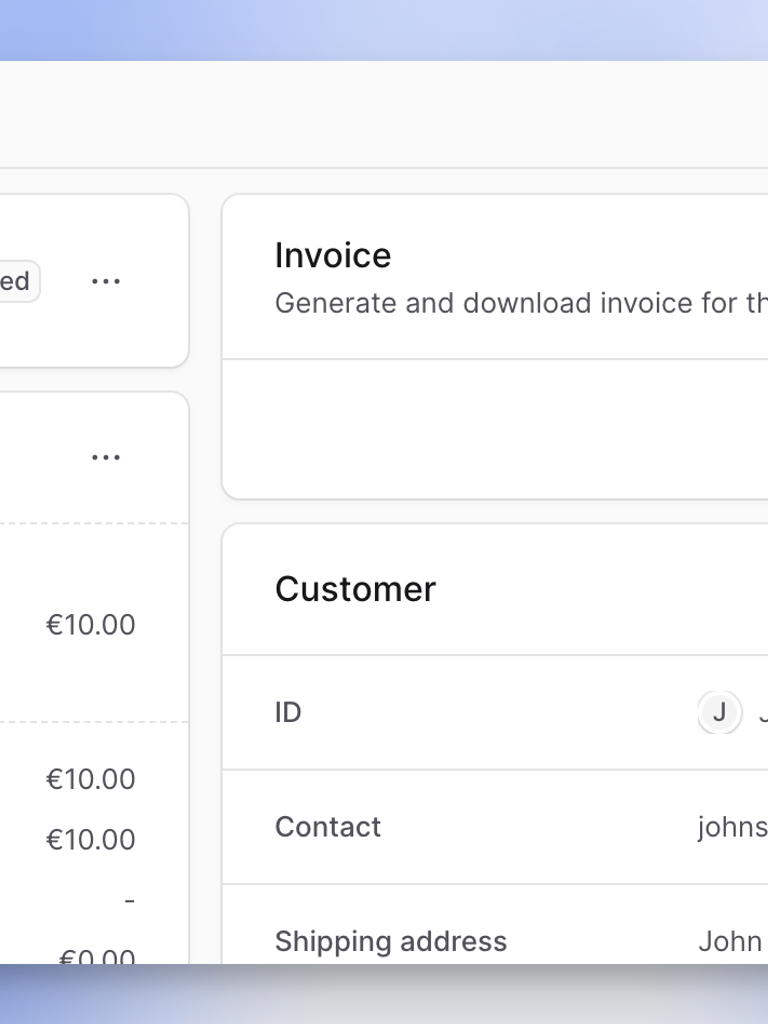 ed
...
...
€10.00
€10.00
€10.00
-
€0.00
Invoice
Generate and download invoice for th
Customer
ID
J J
Contact
johns
Shipping address
John